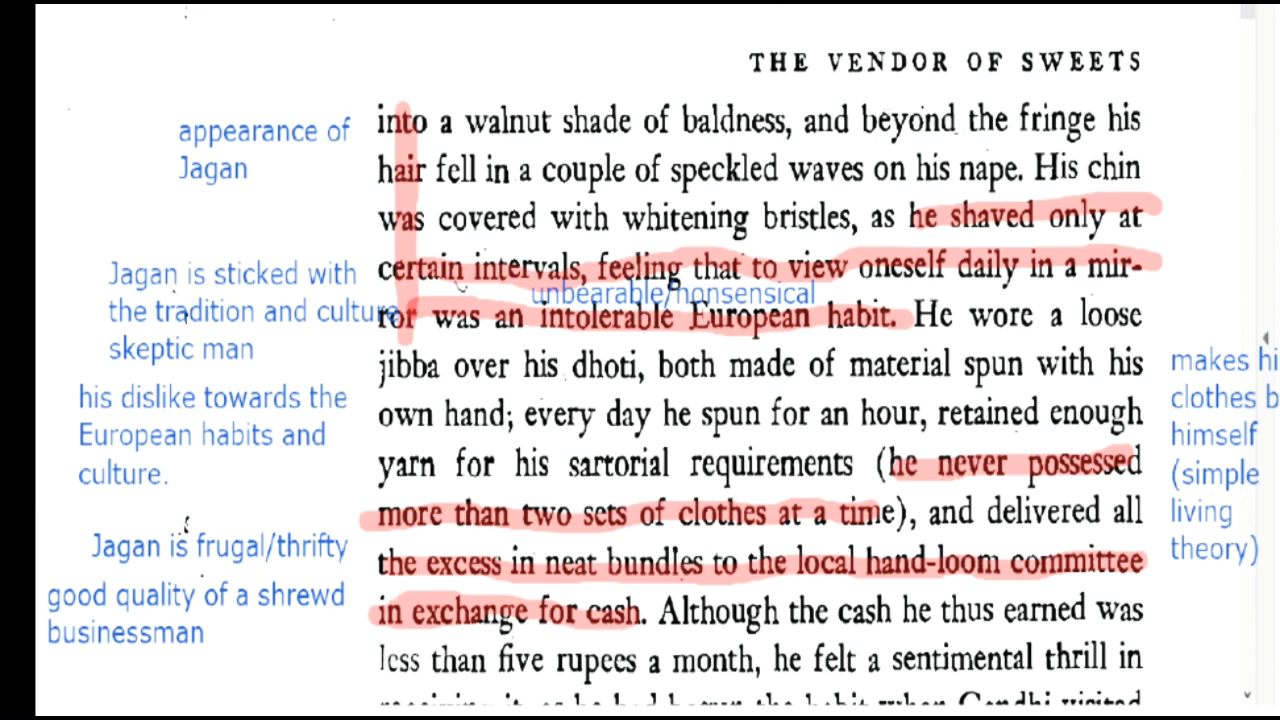 THE VENDOR OF SWEETS
into a walnut shade of baldness, and beyond the fringe his
hair fell in a couple of speckled waves on his nape. His chin
was covered with whitening bristles, as he shaved only at
certain intervals, feeling that to view oneself daily in a mir-
unbearable/nonsensical
ror was an intolerable European habit. He wore a loose
jibba over his dhoti, both made of material spun with his
own hand; every day he spun for an hour, retained enough
yarn for his sartorial requirements (he never possessed
more than two sets of clothes at a time), and delivered all
the excess in neat bundles to the local hand-loom committee
in exchange for cash. Although the cash he thus earned was
less than five rupees a month, he felt a sentimental thrill in
appearance of
Jagan
Jagan is sticked with
the tradition and culture
skeptic man
his dislike towards the
European habits and
culture.
Jagan is frugal/thrifty
good quality of a shrewd
businessman
makes hi
clothes b
himself
(simple
living
theory)